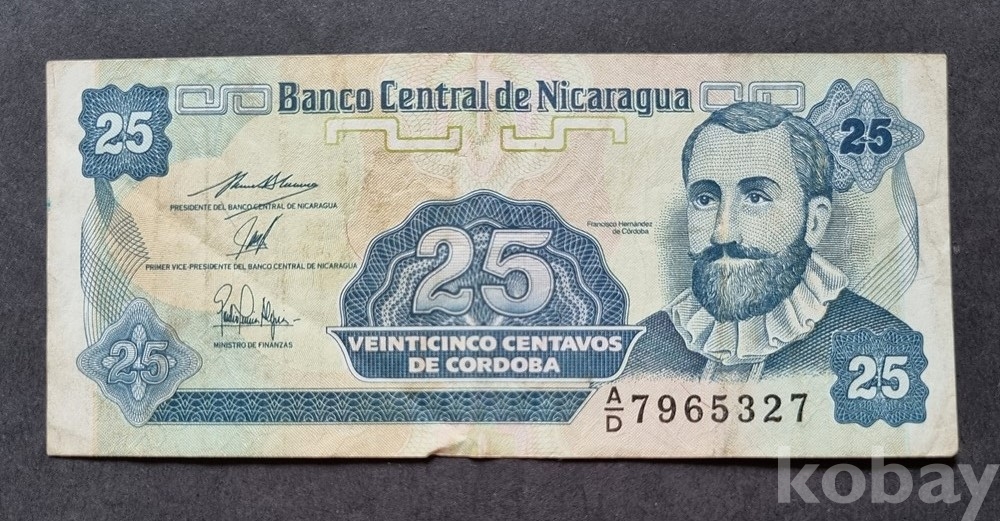 Banco Central de Nicaragua
25
25
PRESIDENTE DEL BANCO CENTRAL DE NICARAGUA
Francisco Hernández
de Córdoba
PRIMER VICE-PRESIDENTE DEL BANCO CENTRAL DE NICARAGUA
25
MINISTRO DE FINANZAS
VEINTICINCO CENTAVOS
DE CORDOBA
25
25
A/D 7965327
kobay